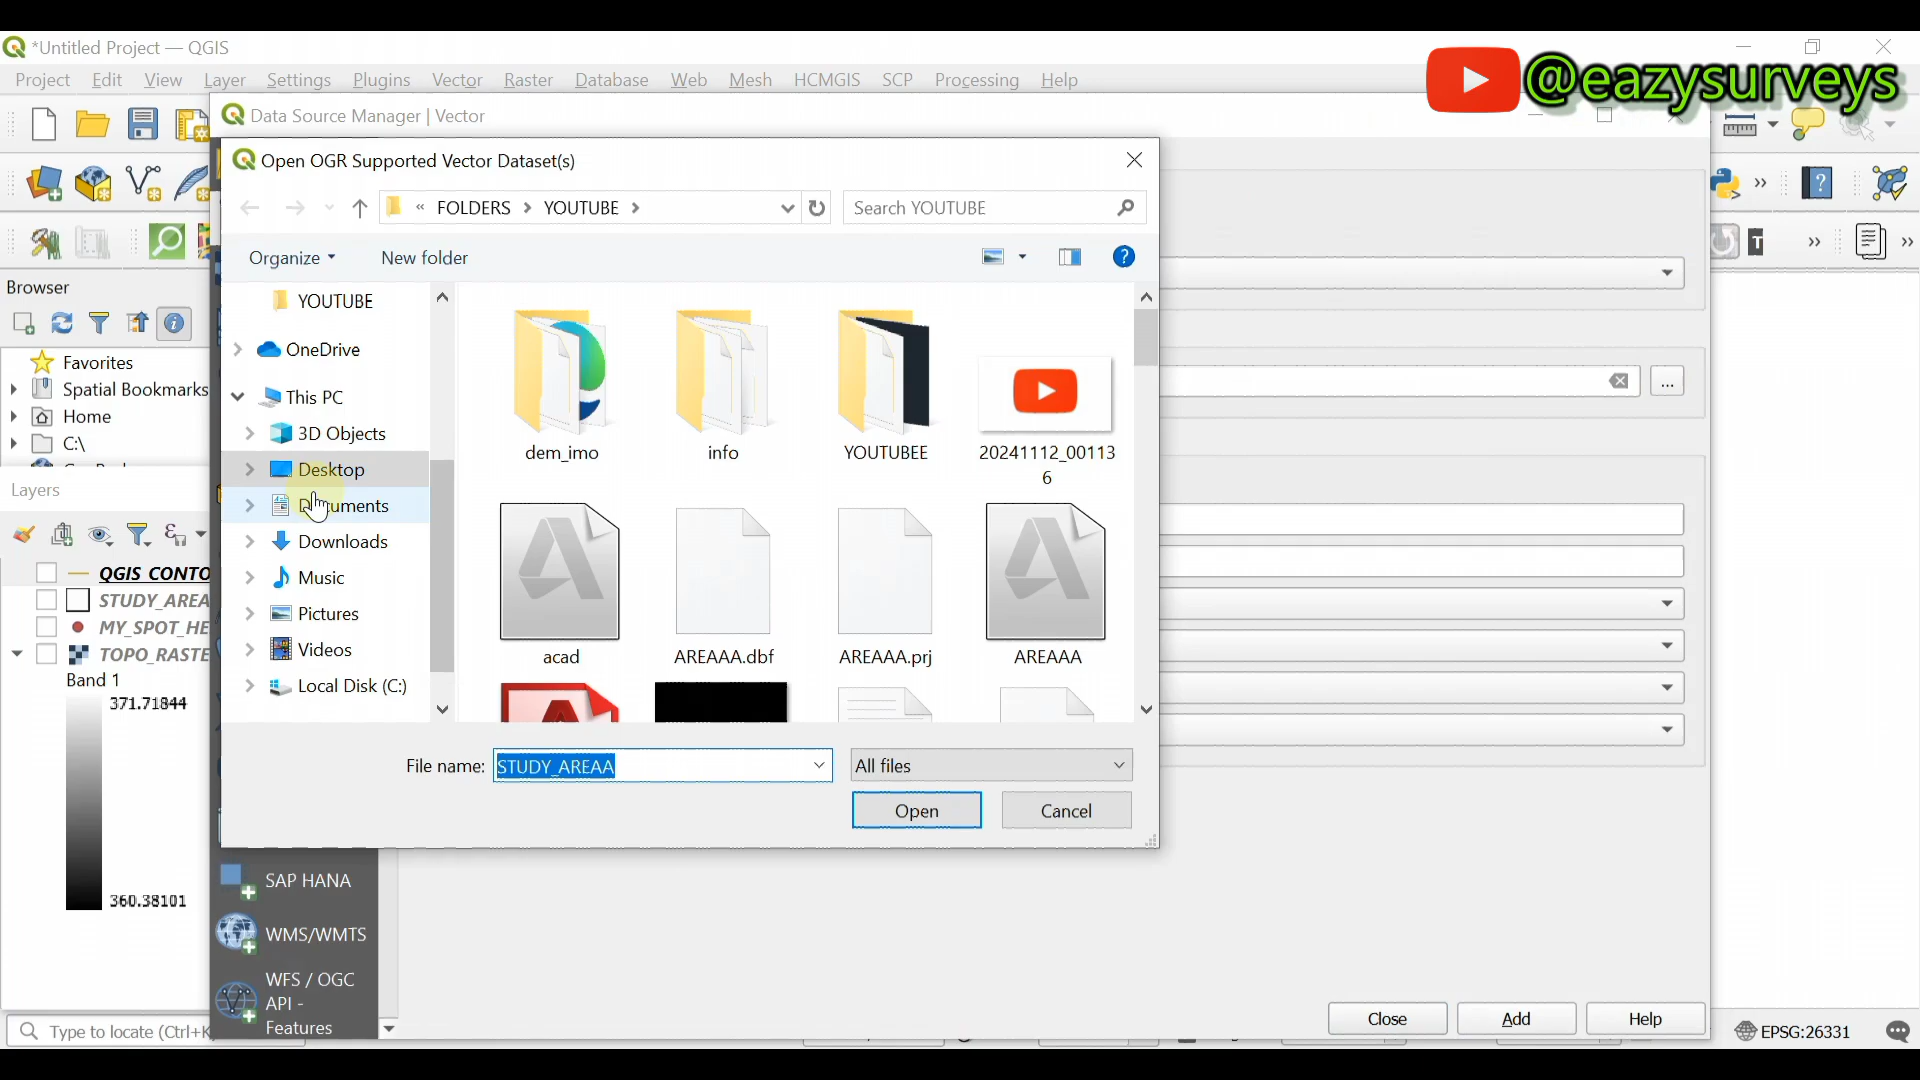 *Untitled Project — QGIS
@eazysurveys
Project Edit View Layer Settings Plugins Vector Raster Database Web Mesh HCMGIS SCP Processing Help
Data Source Manager | Vector
Open OGR Supported Vector Dataset(s)
« FOLDERS › YOUTUBE ›
Search YOUTUBE
Organize
New folder
Browser
Favorites
Spatial Bookmarks
Home
C:\
Layers
QGIS CONTO
STUDY_AREA
MY_SPOT_HE
TOPO_RASTE
Band 1
371.71844
360.38101
YOUTUBE
OneDrive
This PC
3D Objects
Desktop
Documents
Downloads
Music
Pictures
Videos
Local Disk (C:)
dem_imo
info
YOUTUBEE
20241112_00113
6
acad
AREAAA.dbf
AREAAA.prj
AREAAA
File name: STUDY_AREAA
All files
Open
Cancel
SAP HANA
WMS/WMTS
WFS / OGC
API -
Features
...
Close
Add
Help
Type to locate (Ctrl+K
EPSG:26331